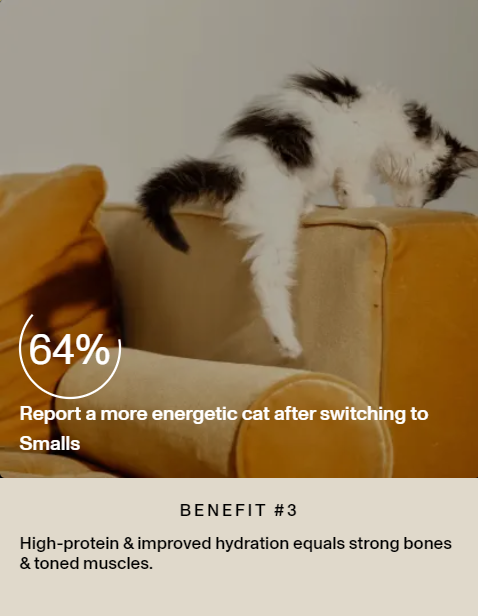 64%
Report a more energetic cat after switching to
Smalls
BENEFIT #3
High-protein & improved hydration equals strong bones
& toned muscles.